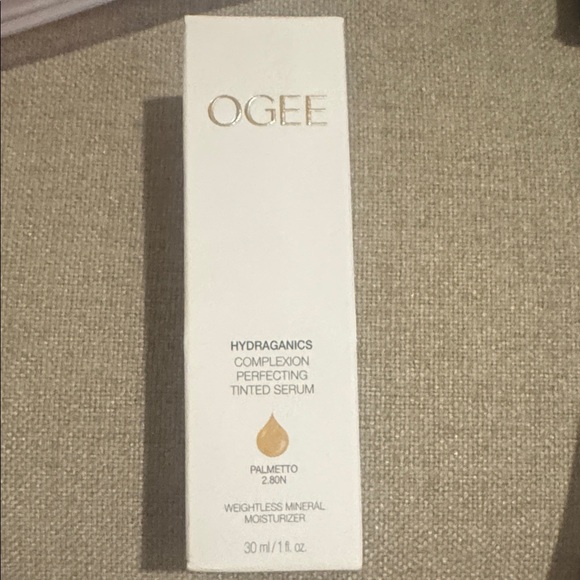 OGEE
HYDRAGANICS
COMPLEXION
PERFECTING
TINTED SERUM
PALMETTO
2.80N
WEIGHTLESS MINERAL
MOISTURIZER
30 ml / 1 fl. oz.